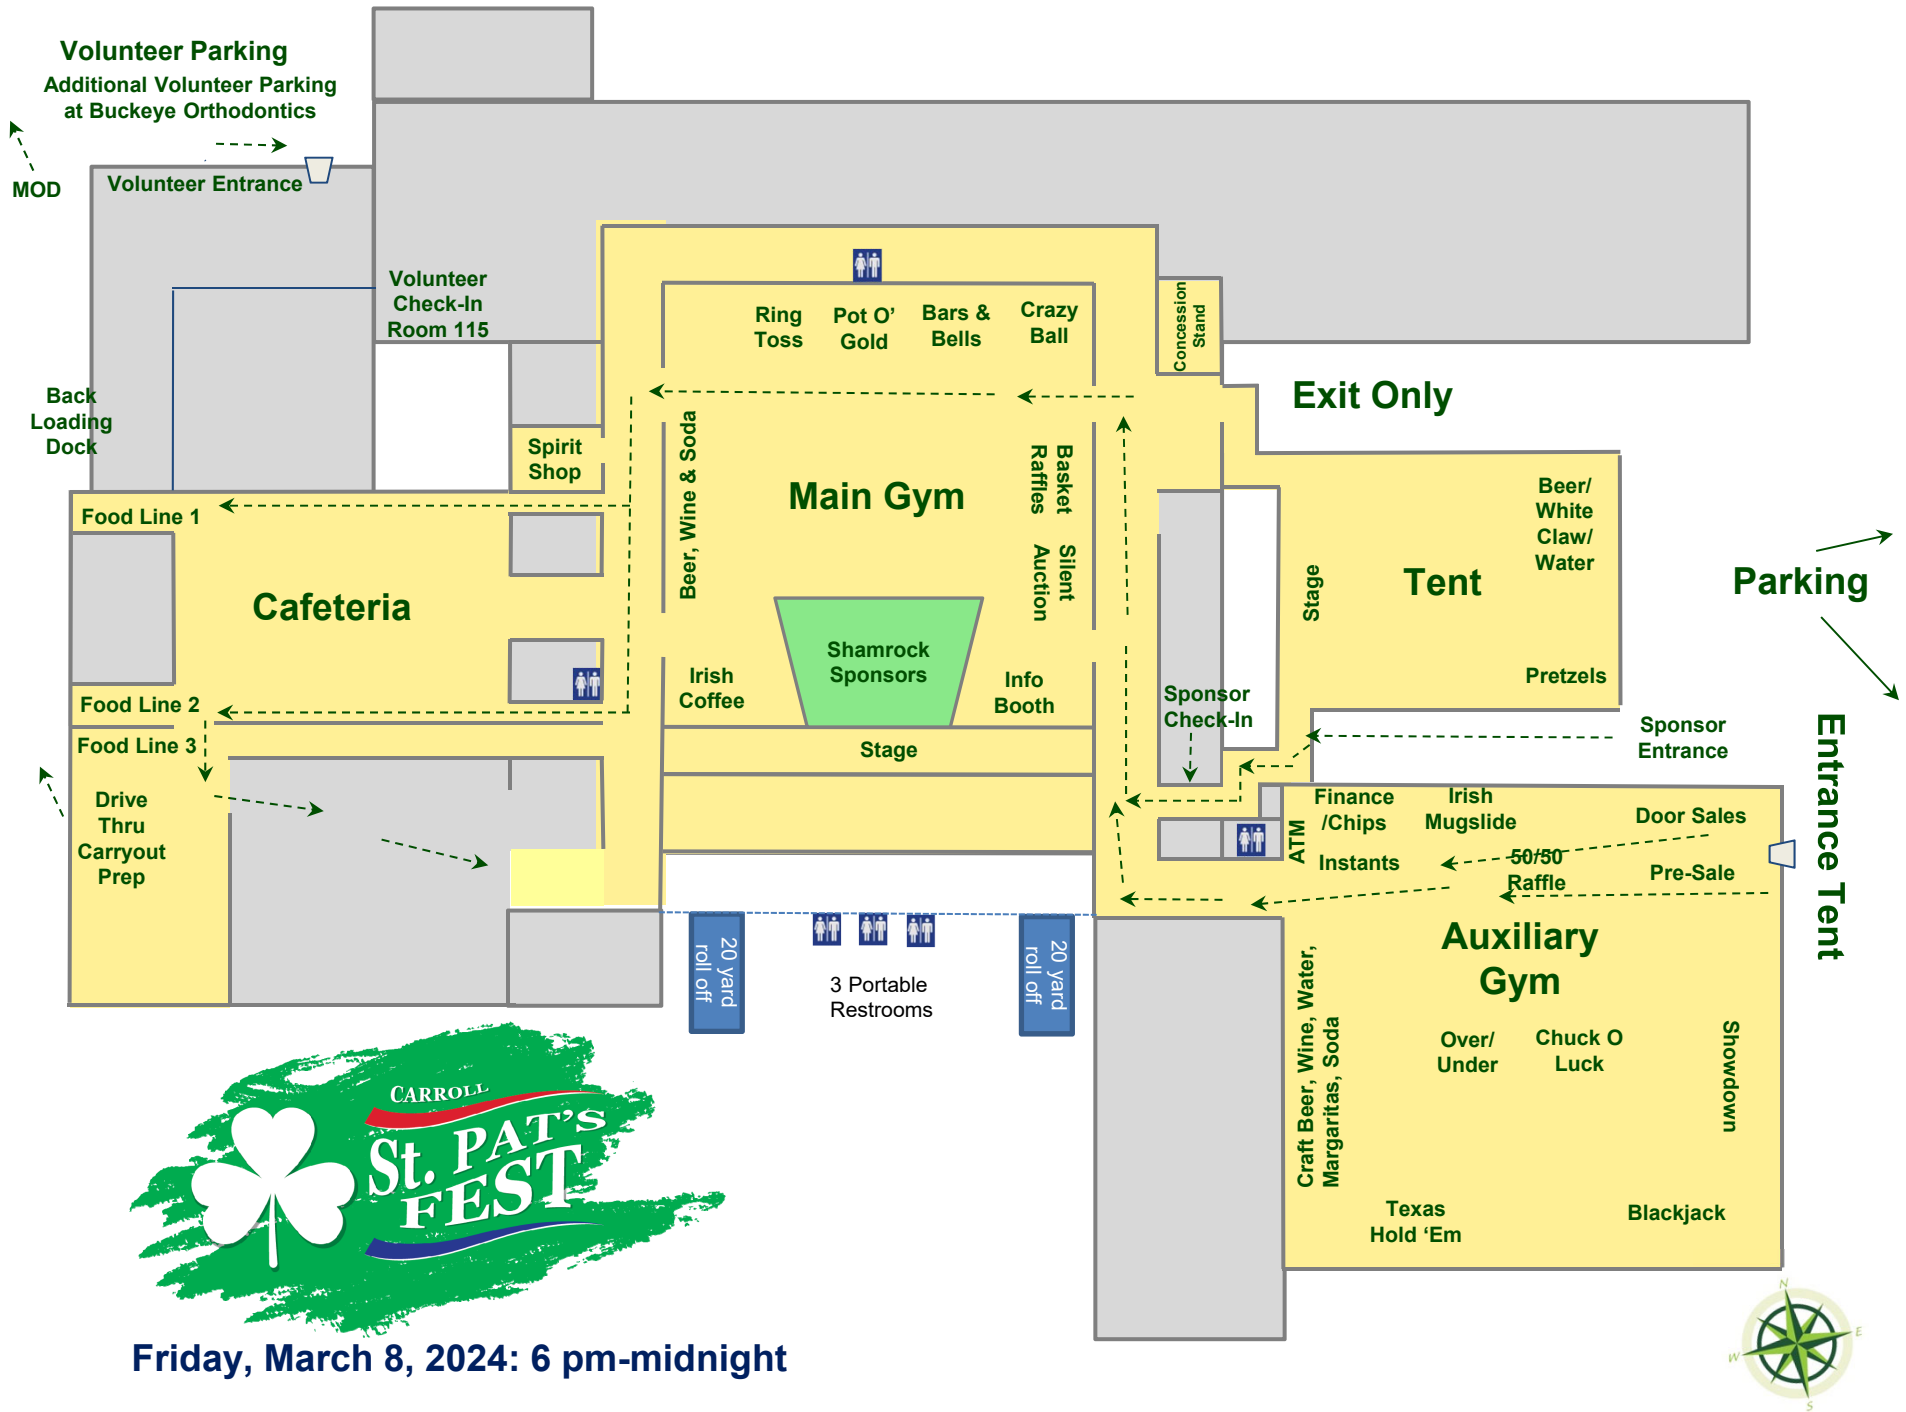 Volunteer Parking
Additional Volunteer Parking
at Buckeye Orthodontics
MOD
Volunteer Entrance
Volunteer
Check-In
Room 115
Back
Loading
Dock
Ring
Toss
Pot O’
Gold
Bars &
Bells
Crazy
Ball
Concession
Stand
Exit Only
Spirit
Shop
Beer, Wine & Soda
Main Gym
Basket
Raffles
Silent
Auction
Beer/
White
Claw/
Water
Stage
Tent
Pretzels
Parking
Food Line 1
Cafeteria
Food Line 2
Food Line 3
Shamrock
Sponsors
Irish
Coffee
Info
Booth
Stage
Sponsor
Check-In
Sponsor
Entrance
Entrance Tent
Drive
Thru
Carryout
Prep
Finance
/Chips
Irish
Mugslide
Door Sales
ATM
Instants
50/50
Raffle
Pre-Sale
Auxiliary
Gym
20 yard
roll off
3 Portable
Restrooms
20 yard
roll off
Craft Beer, Wine, Water,
Margaritas, Soda
Over/
Under
Chuck O
Luck
Showdown
Texas
Hold ‘Em
Blackjack
CARROLL
St. PAT’S
FEST
Friday, March 8, 2024: 6 pm-midnight
N
E
W
S